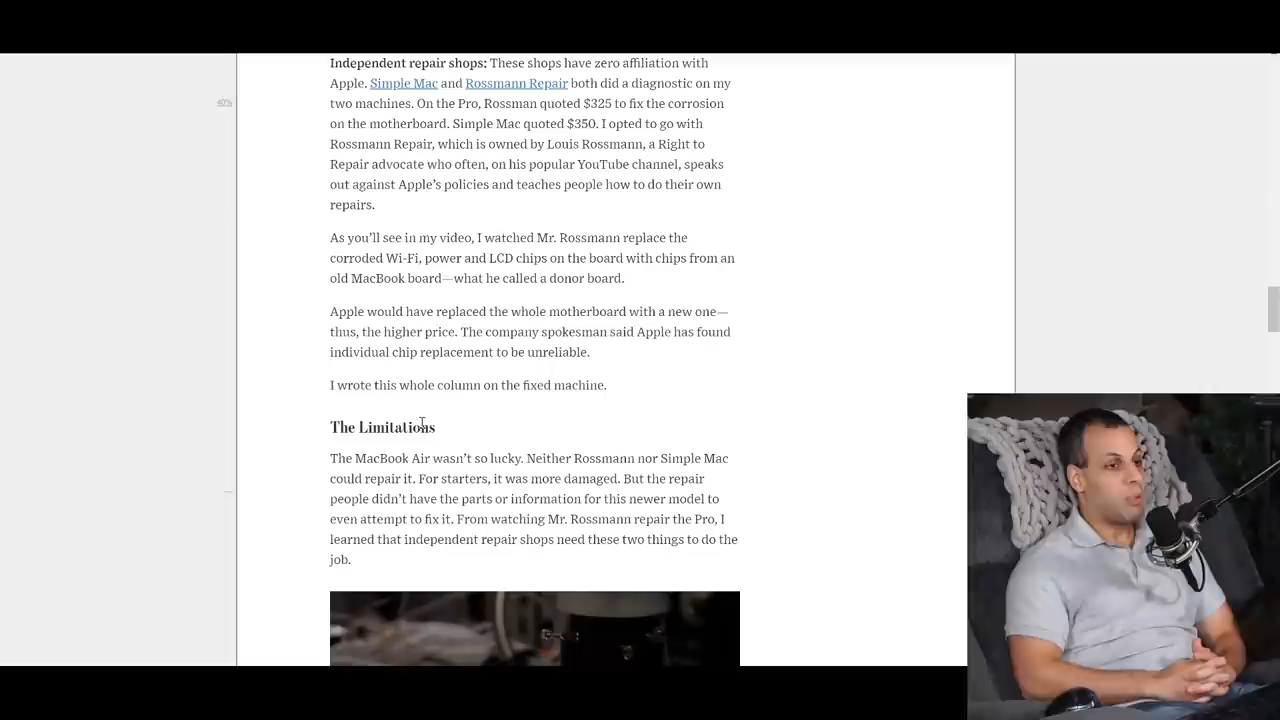 Independent repair shops: These shops have zero affiliation with
Apple. Simple Mac and Rossmann Repair both did a diagnostic on my
two machines. On the Pro, Rossman quoted $325 to fix the corrosion
on the motherboard. Simple Mac quoted $350. I opted to go with
Rossmann Repair, which is owned by Louis Rossmann, a Right to
Repair advocate who often, on his popular YouTube channel, speaks
out against Apple’s policies and teaches people how to do their own
repairs.
As you’ll see in my video, I watched Mr. Rossmann replace the
corroded Wi-Fi, power and LCD chips on the board with chips from an
old MacBook board—what he called a donor board.
Apple would have replaced the whole motherboard with a new one—
thus, the higher price. The company spokesman said Apple has found
individual chip replacement to be unreliable.
I wrote this whole column on the fixed machine.
The Limitations
The MacBook Air wasn’t so lucky. Neither Rossmann nor Simple Mac
could repair it. For starters, it was more damaged. But the repair
people didn’t have the parts or information for this newer model to
even attempt to fix it. From watching Mr. Rossmann repair the Pro, I
learned that independent repair shops need these two things to do the
job.